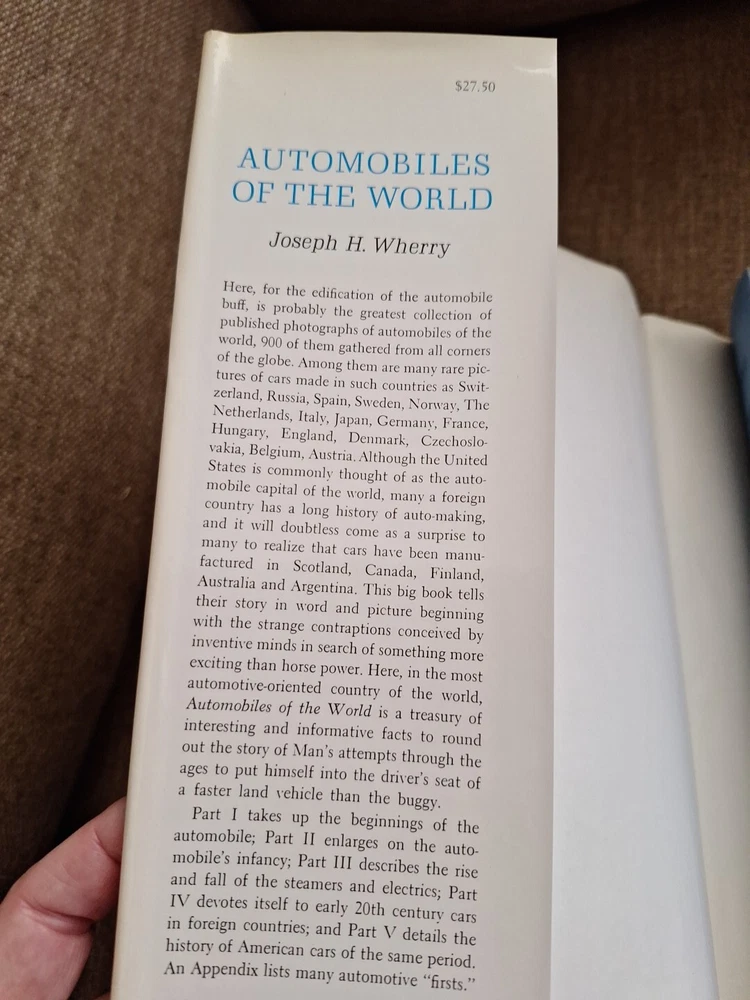 $27.50
AUTOMOBILES
OF THE WORLD
Joseph H. Wherry
Here, for the edification of the automobile
buff, is probably the greatest collection of
published photographs of automobiles of the
world, 900 of them gathered from all corners
of the globe. Among them are many rare pic-
tures of cars made in such countries as Swit-
zerland, Russia, Spain, Sweden, Norway, The
Netherlands, Italy, Japan, Germany, France,
Hungary, England, Denmark, Czechoslo-
vakia, Belgium, Austria. Although the United
States is commonly thought of as the auto-
mobile capital of the world, many a foreign
country has a long history of auto-making,
and it will doubtless come as a surprise to
many to realize that cars have been manu-
factured in Scotland, Canada, Finland,
Australia and Argentina. This big book tells
their story in word and picture beginning
with the strange contraptions conceived by
inventive minds in search of something more
exciting than horse power. Here, in the most
automotive-oriented country of the world,
Automobiles of the World is a treasury of
interesting and informative facts to round
out the story of Man's attempts through the
ages to put himself into the driver's seat of
a faster land vehicle than the buggy.
Part I takes up the beginnings of the
automobile; Part II enlarges on the auto-
mobile's infancy; Part III describes the rise
and fall of the steamers and electrics; Part
IV devotes itself to early 20th century cars
in foreign countries; and Part V details the
history of American cars of the same period.
An Appendix lists many automotive "firsts."